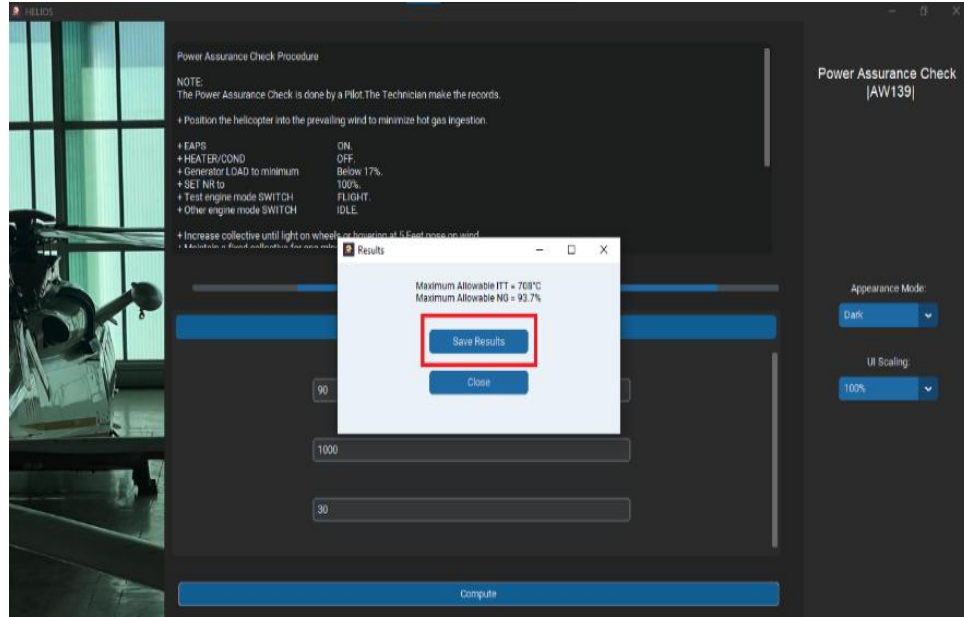 HELIOS
Power Assurance Check Procedure
NOTE:
The Power Assurance Check is done by a Pilot.The Technician make the records.
+ Position the helicopter into the prevailing wind to minimize hot gas ingestion.
+ EAPS ON.
+ HEATER/COND OFF.
+ Generator LOAD to minimum Below 17%.
+ SET NR to 100%.
+ Test engine mode SWITCH FLIGHT.
+ Other engine mode SWITCH IDLE.
+ Increase collective until light on wheels or hovering at 5 Feet nose on wind
Power Assurance Check
|AW139|
Results
Maximum Allowable ITT = 708°C
Maximum Allowable NG = 93.7%
Save Results
Close
90
1000
30
Compute
Appearance Mode:
Dark
UI Scaling:
100%